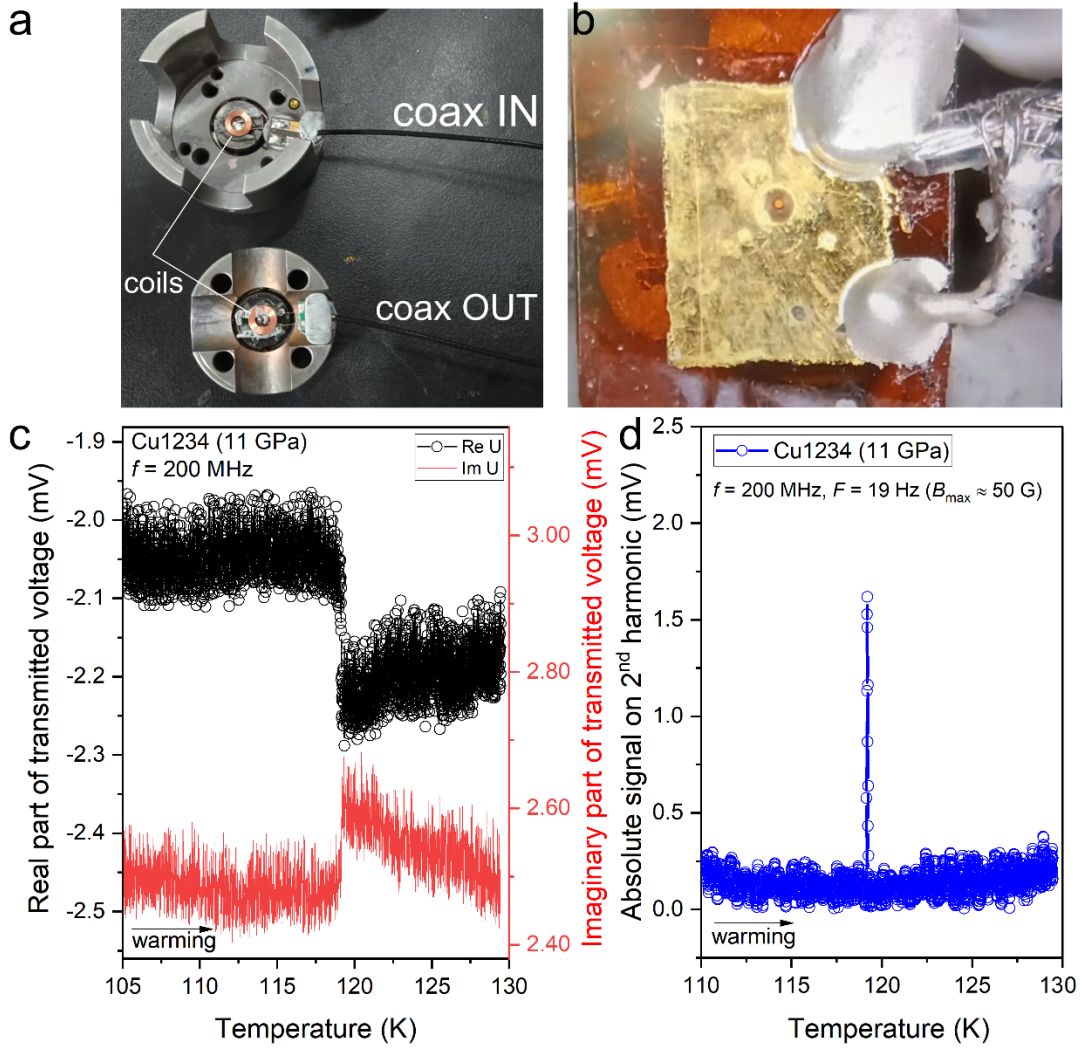 a
coax IN
coils
coax OUT
b
c
Cu1234 (11 GPa)
f = 200 MHz
Re U
Im U
Real part of transmitted voltage (mV)
-1.9
-2.0
-2.1
-2.2
-2.3
-2.4
-2.5
Imaginary part of transmitted voltage (mV)
3.00
2.80
2.60
2.40
warming
105
110
115
120
125
130
Temperature (K)
d
Cu1234 (11 GPa)
f = 200 MHz, F = 19 Hz (Bmax ≈ 50 G)
Absolute signal on 2nd harmonic (mV)
2.5
2.0
1.5
1.0
0.5
0.0
warming
110
115
120
125
130
Temperature (K)